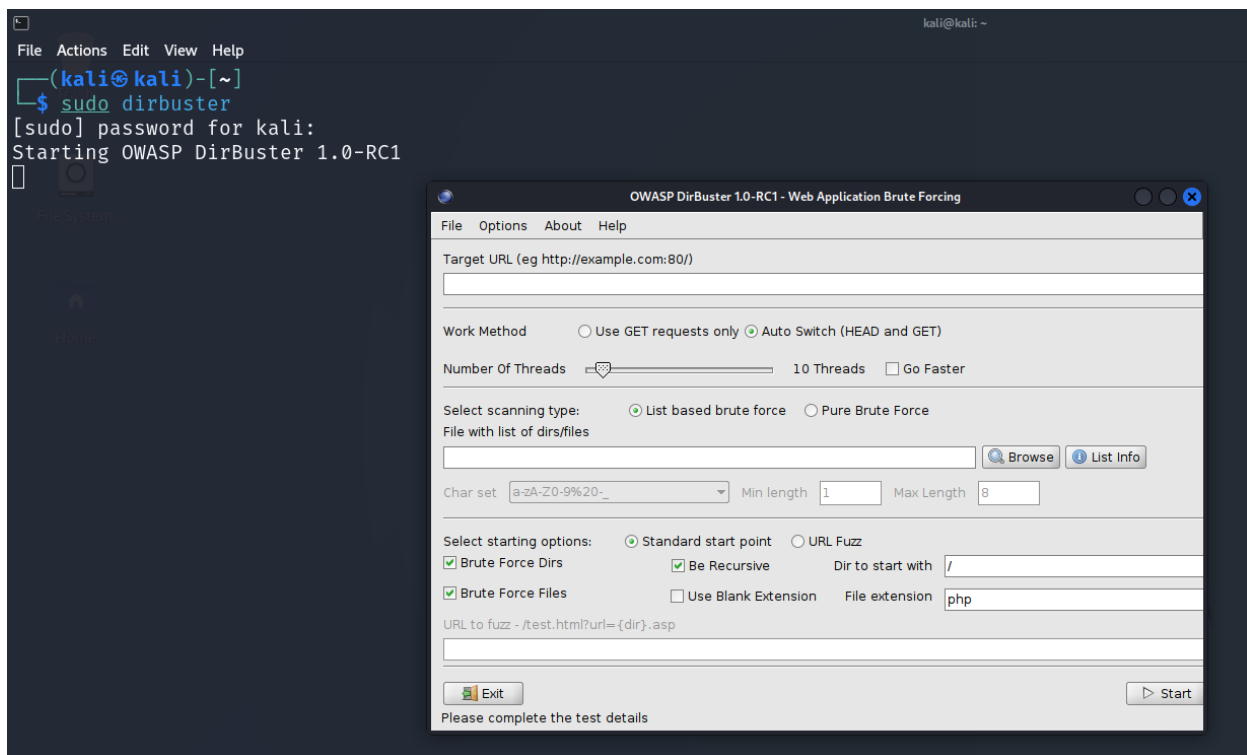 kali@kali: ~
File Actions Edit View Help
(kali㉿kali)-[~]
$ sudo dirbuster
[sudo] password for kali:
Starting OWASP DirBuster 1.0-RC1
File System
Home
OWASP DirBuster 1.0-RC1 - Web Application Brute Forcing
File Options About Help
Target URL (eg http://example.com:80/)
Work Method Use GET requests only Auto Switch (HEAD and GET)
Number Of Threads 10 Threads Go Faster
Select scanning type: List based brute force Pure Brute Force
File with list of dirs/files
Browse List Info
Char set a-zA-Z0-9%20-_ Min length 1 Max Length 8
Select starting options: Standard start point URL Fuzz
Brute Force Dirs Be Recursive Dir to start with /
Brute Force Files Use Blank Extension File extension php
URL to fuzz - /test.html?url={dir}.asp
Exit Start
Please complete the test details